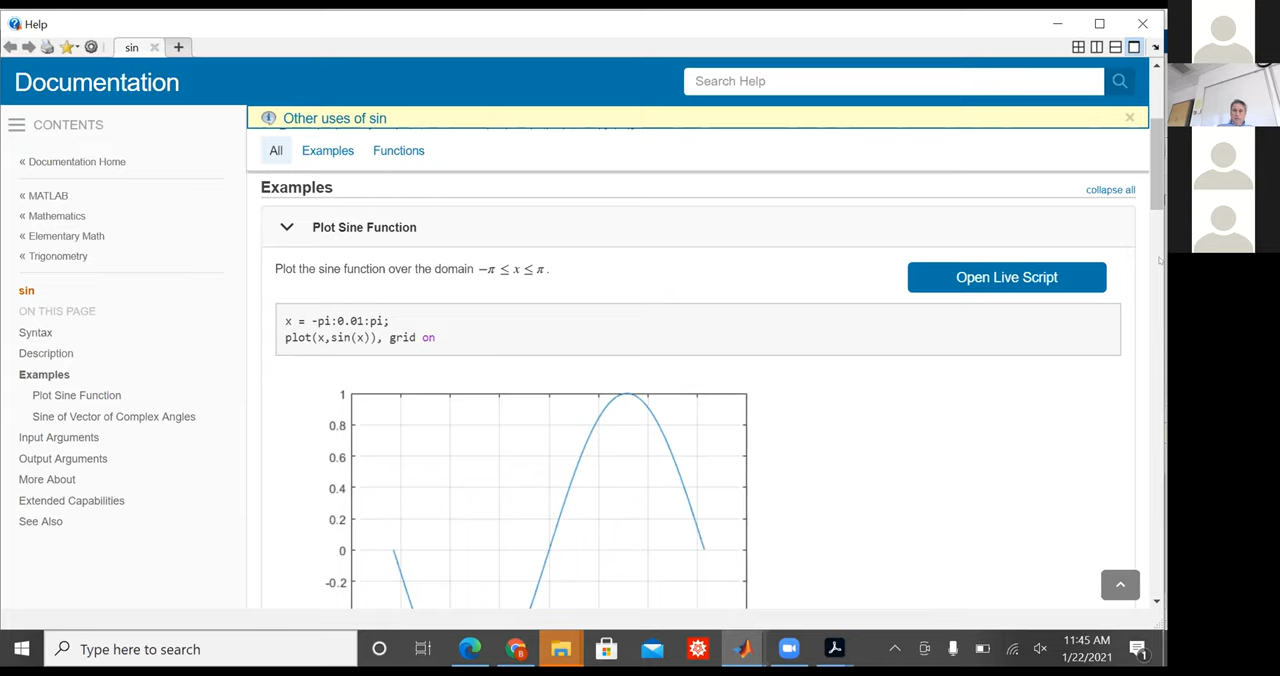 Help
sin
Documentation
Search Help
CONTENTS
« Documentation Home
« MATLAB
« Mathematics
« Elementary Math
« Trigonometry
sin
ON THIS PAGE
Syntax
Description
Examples
Plot Sine Function
Sine of Vector of Complex Angles
Input Arguments
Output Arguments
More About
Extended Capabilities
See Also
Other uses of sin
All Examples Functions
Examples
collapse all
Plot Sine Function
Plot the sine function over the domain −π ≤ x ≤ π.
Open Live Script
x = -pi:0.01:pi;
plot(x,sin(x)), grid on
1
0.8
0.6
0.4
0.2
0
-0.2
Type here to search
11:45 AM
1/22/2021
1